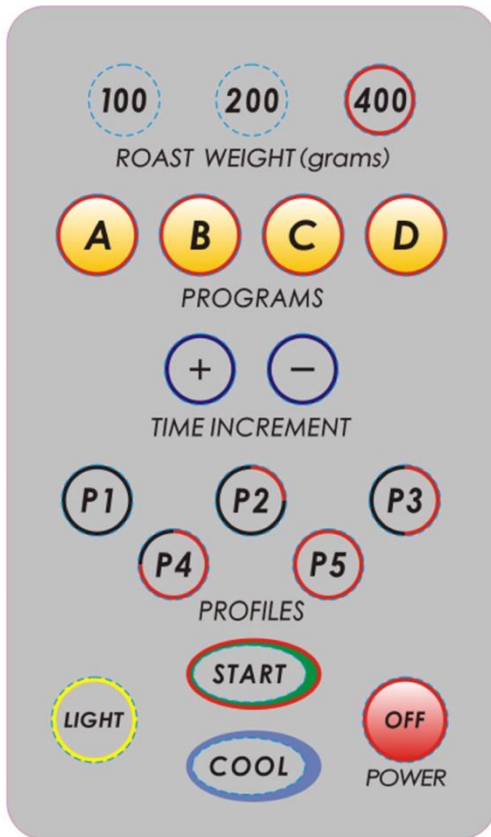 100 200 400
ROAST WEIGHT (grams)
A B C D
PROGRAMS
+ −
TIME INCREMENT
P1 P2 P3
P4 P5
PROFILES
START
LIGHT OFF
COOL
POWER